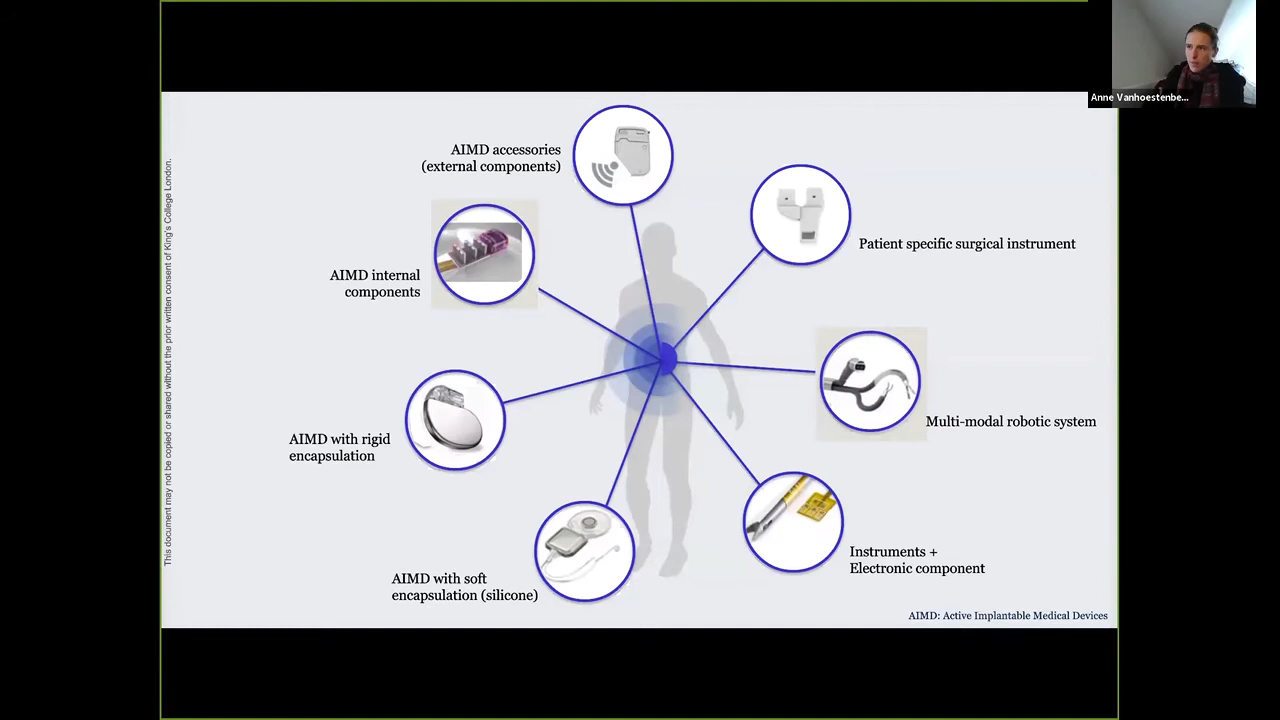 Anne Vanhoestenbe...
This document may not be copied or shared without the prior written consent of King's College London.
AIMD accessories
(external components)
Patient specific surgical instrument
AIMD internal
components
Multi-modal robotic system
AIMD with rigid
encapsulation
Instruments +
Electronic component
AIMD with soft
encapsulation (silicone)
AIMD: Active Implantable Medical Devices